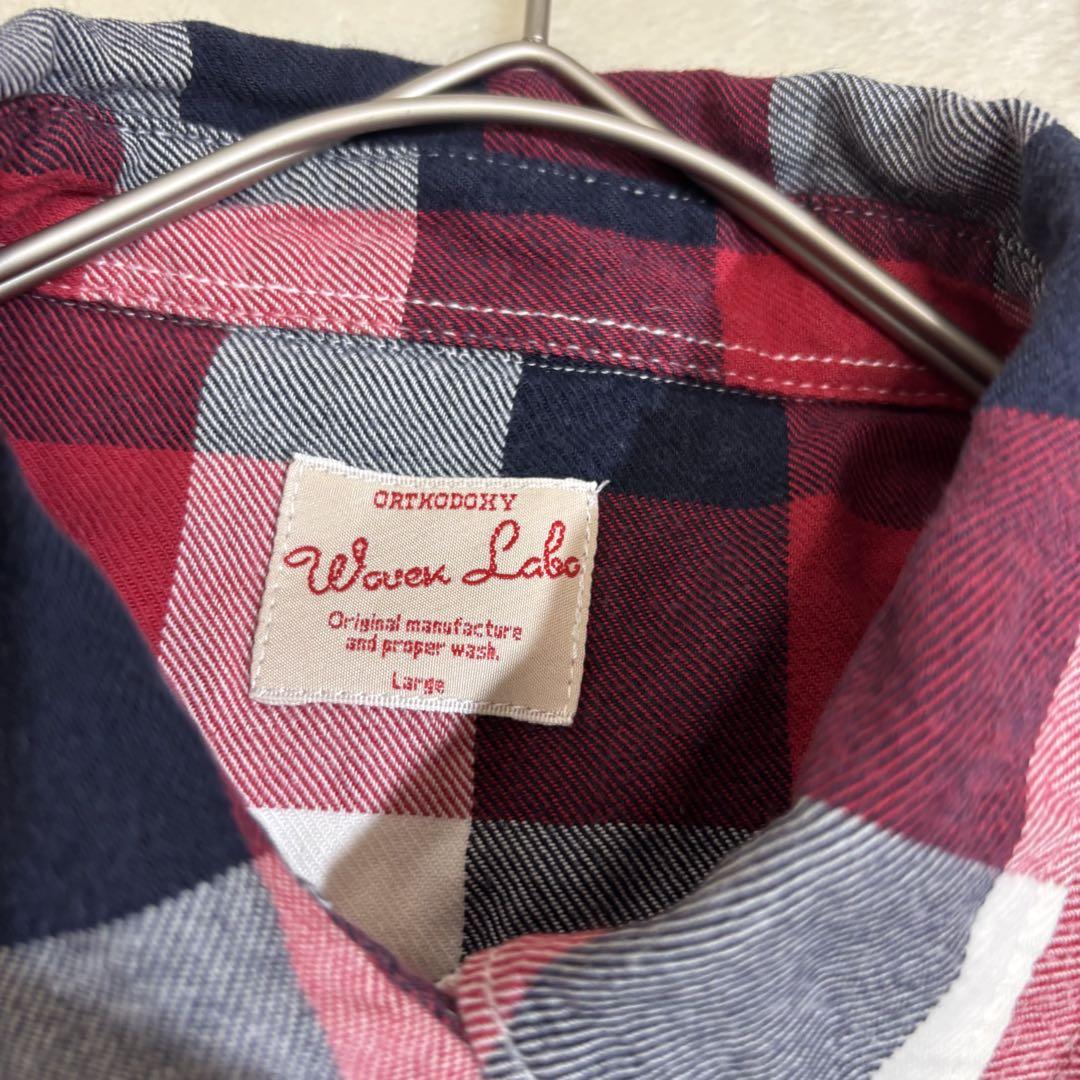 ORTHODOXY
Woven Labo
Original manufacture
and proper wash.
Large